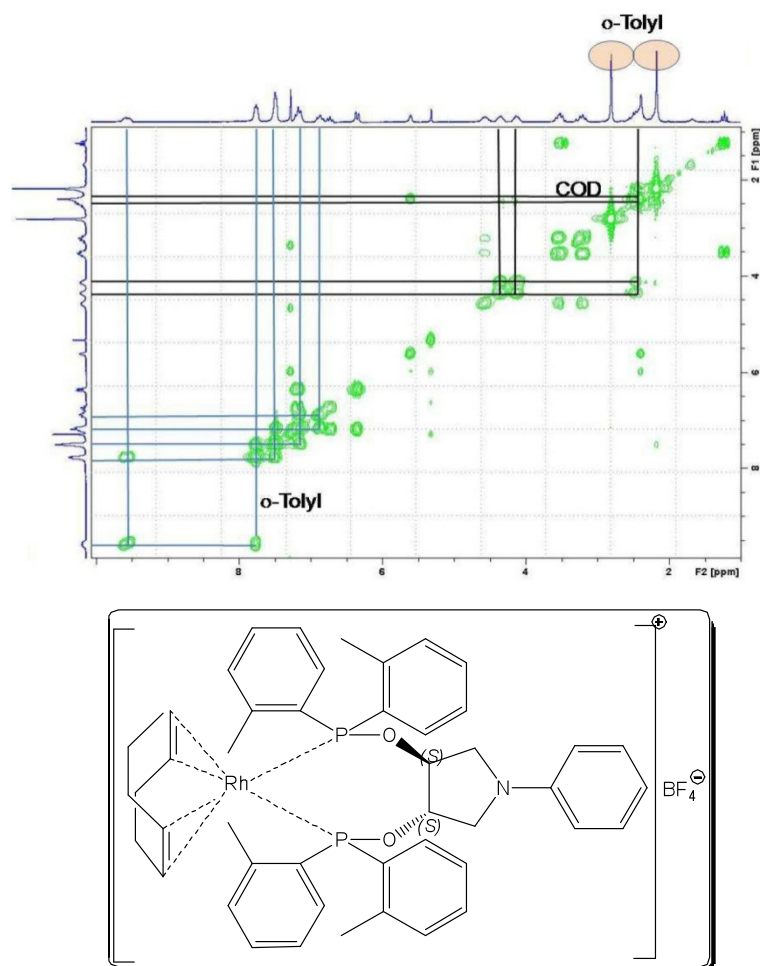 o-Tolyl
COD
o-Tolyl
2
4
6
8
F1 [ppm]
8
6
4
2
F2 [ppm]
⊕
P
O
(S)
Rh
N
BF4⊖
(S)
P
O